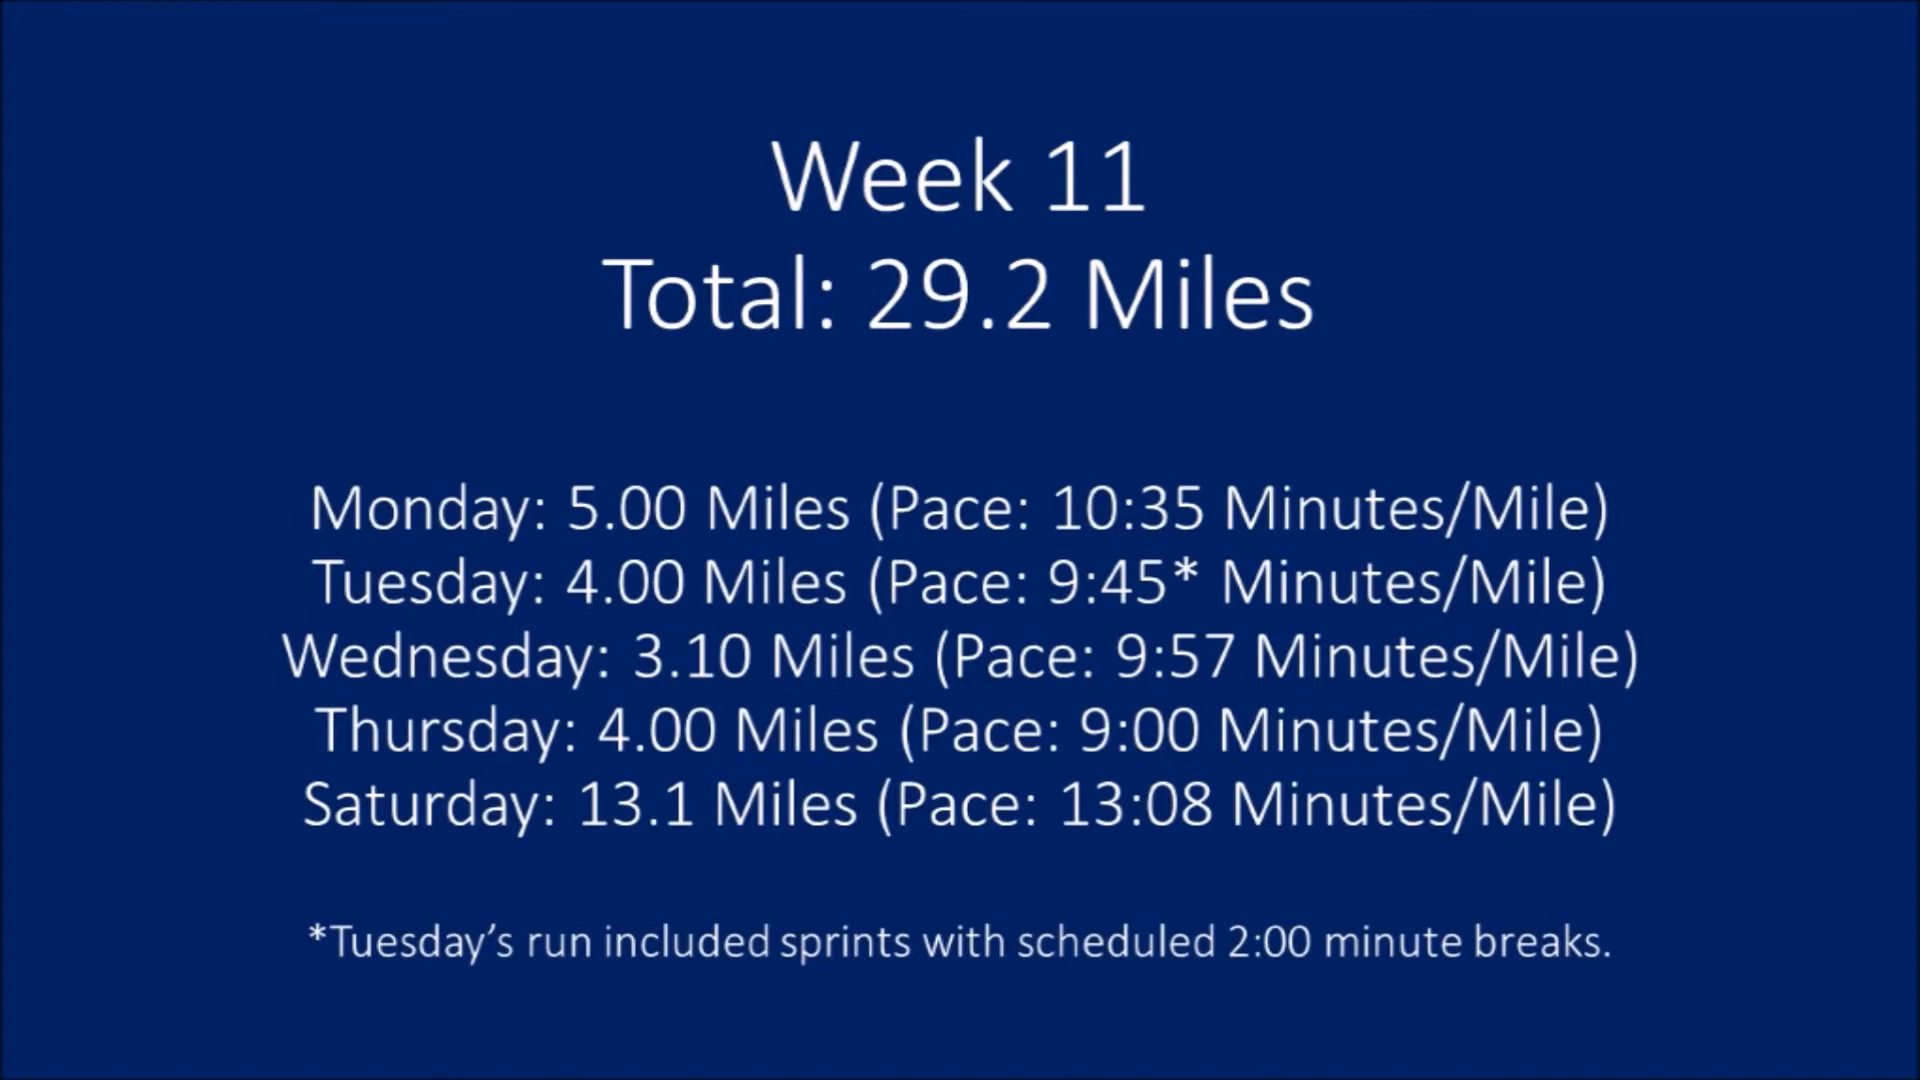 Week 11
Total: 29.2 Miles
Monday: 5.00 Miles (Pace: 10:35 Minutes/Mile)
Tuesday: 4.00 Miles (Pace: 9:45* Minutes/Mile)
Wednesday: 3.10 Miles (Pace: 9:57 Minutes/Mile)
Thursday: 4.00 Miles (Pace: 9:00 Minutes/Mile)
Saturday: 13.1 Miles (Pace: 13:08 Minutes/Mile)
*Tuesday’s run included sprints with scheduled 2:00 minute breaks.